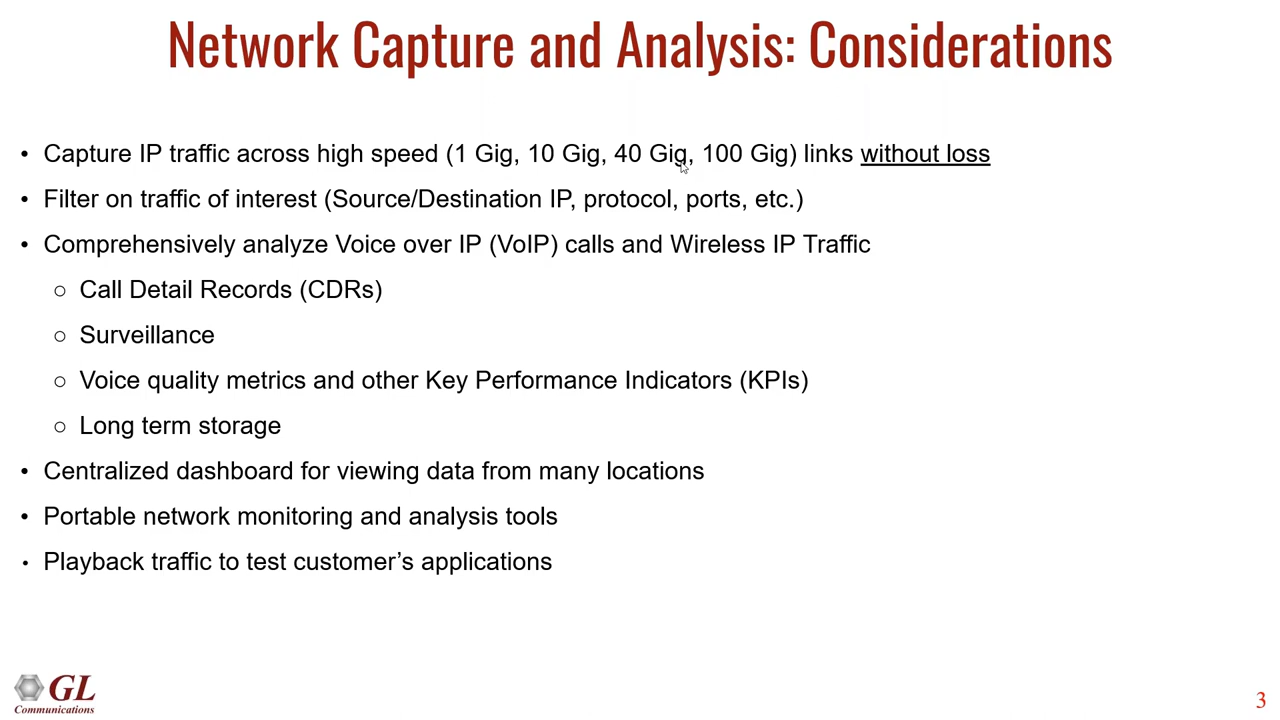 Network Capture and Analysis: Considerations
• Capture IP traffic across high speed (1 Gig, 10 Gig, 40 Gig, 100 Gig) links without loss
• Filter on traffic of interest (Source/Destination IP, protocol, ports, etc.)
• Comprehensively analyze Voice over IP (VoIP) calls and Wireless IP Traffic
○ Call Detail Records (CDRs)
○ Surveillance
○ Voice quality metrics and other Key Performance Indicators (KPIs)
○ Long term storage
• Centralized dashboard for viewing data from many locations
• Portable network monitoring and analysis tools
• Playback traffic to test customer’s applications
GL
Communications
3